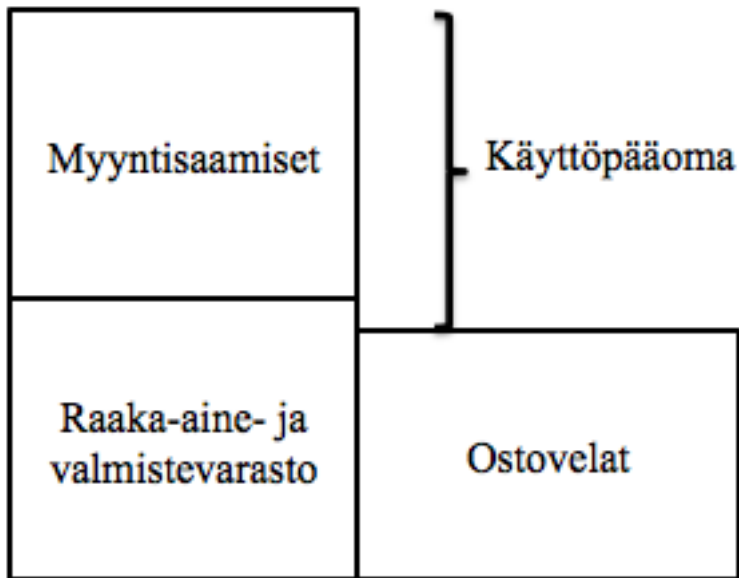 Myyntisaamiset
Käyttöpääoma
Raaka-aine- ja
valmistevarasto
Ostovelat